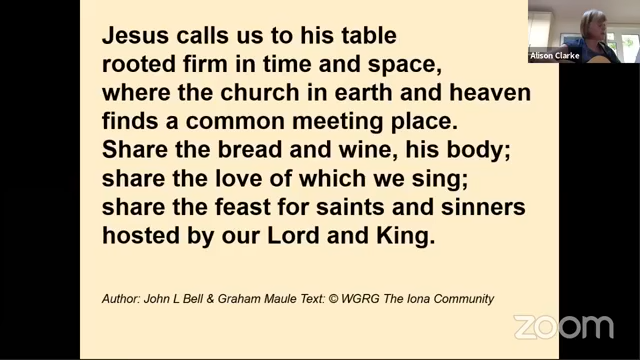 Jesus calls us to his table
rooted firm in time and space,
where the church in earth and heaven
finds a common meeting place.
Share the bread and wine, his body;
share the love of which we sing;
share the feast for saints and sinners
hosted by our Lord and King.
Author: John L Bell & Graham Maule Text: © WGRG The Iona Community
Alison Clarke
zoom